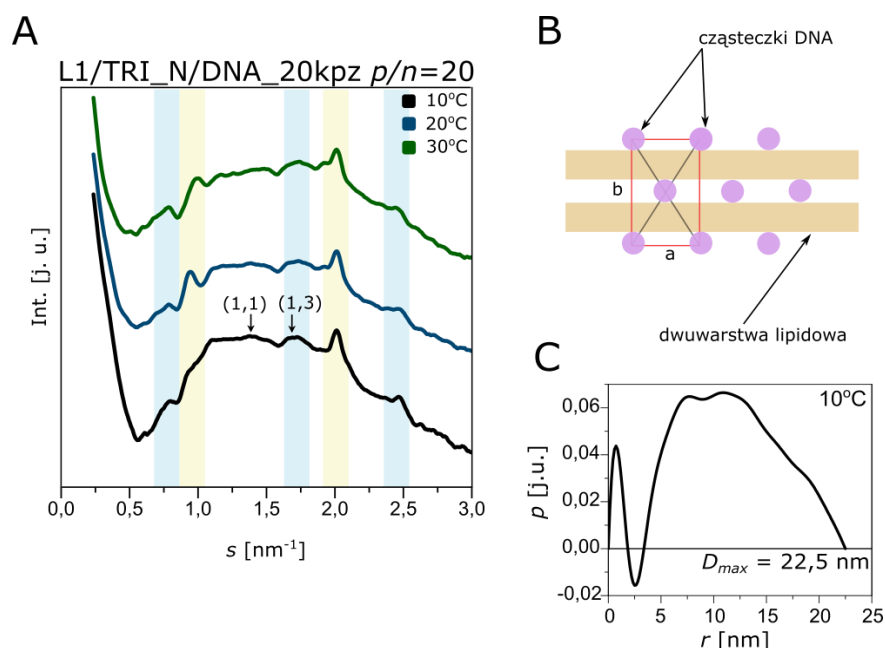 A
L1/TRI_N/DNA_20kpz p/n=20
10°C
20°C
30°C
(1,1)
(1,3)
Int. [j. u.]
0,0 0,5 1,0 1,5 2,0 2,5 3,0
s [nm⁻¹]
B
cząsteczki DNA
b
a
dwuwarstwa lipidowa
C
10°C
0,06
0,04
0,02
0,00
-0,02
p [j.u.]
Dmax = 22,5 nm
0 5 10 15 20 25
r [nm]